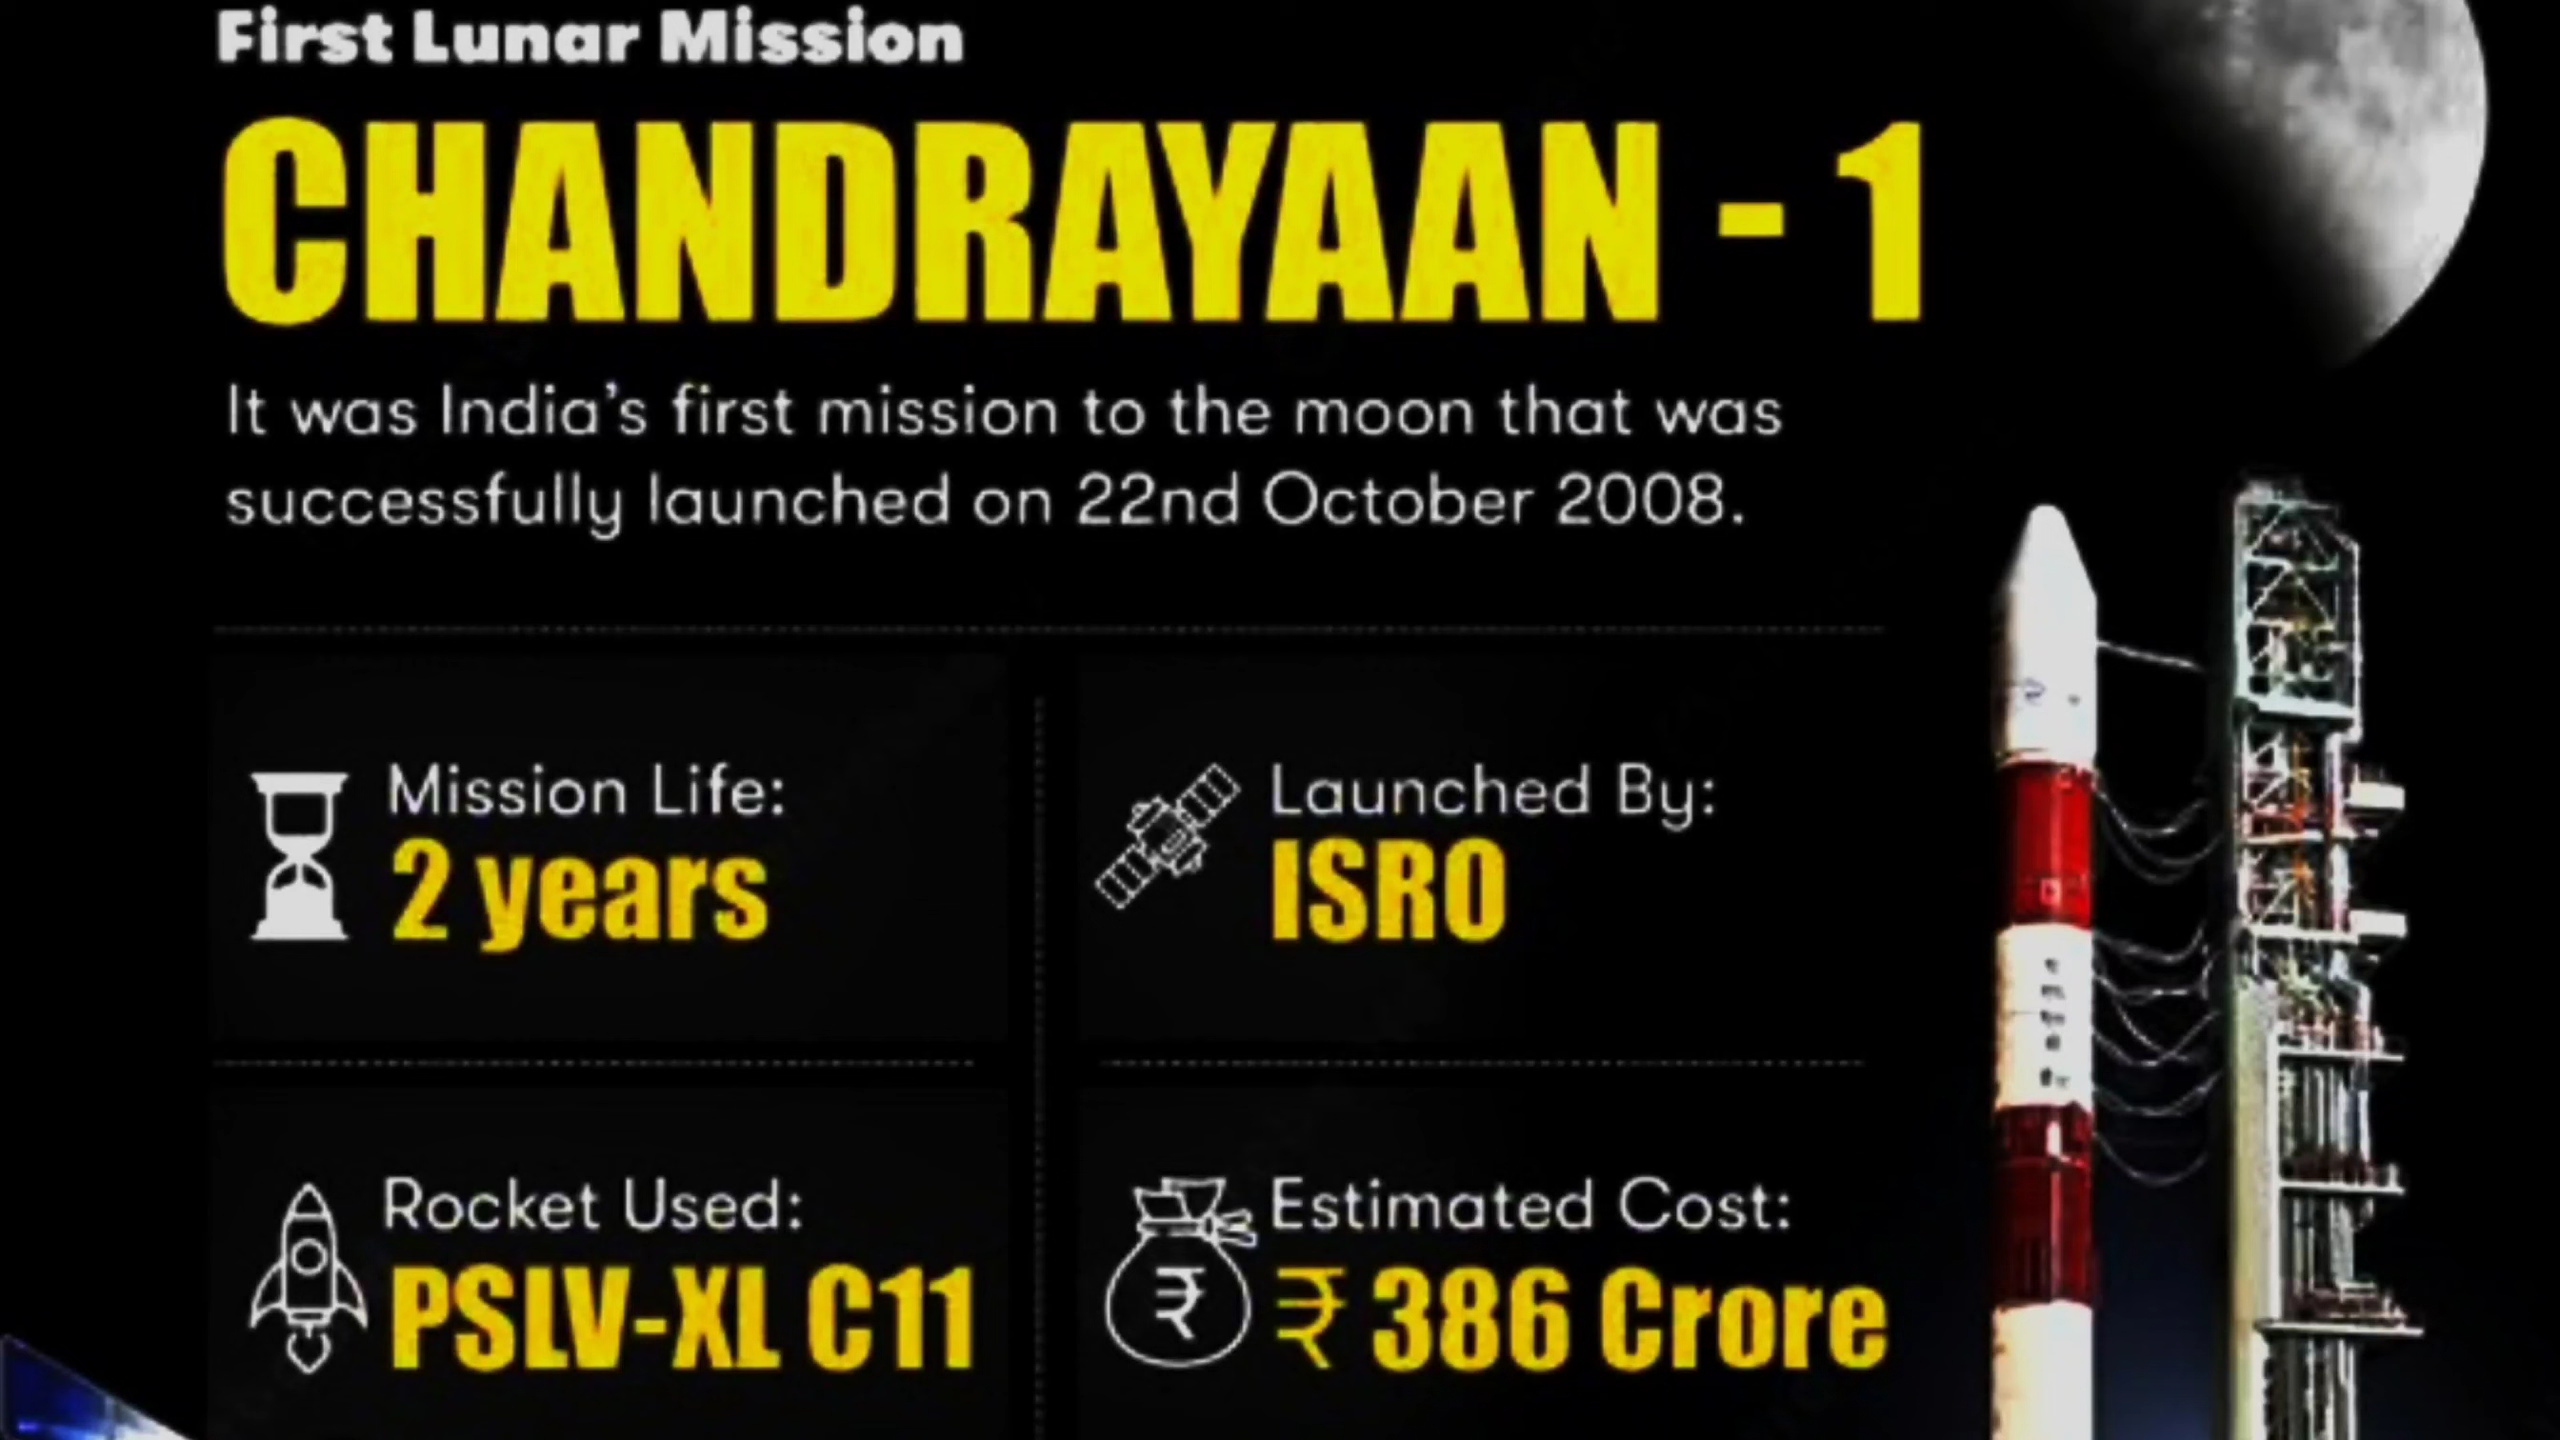 First Lunar Mission
CHANDRAYAAN - 1
It was India's first mission to the moon that was
successfully launched on 22nd October 2008.
Mission Life:
2 years
Launched By:
ISRO
Rocket Used:
PSLV-XL C11
Estimated Cost:
₹
₹ 386 Crore